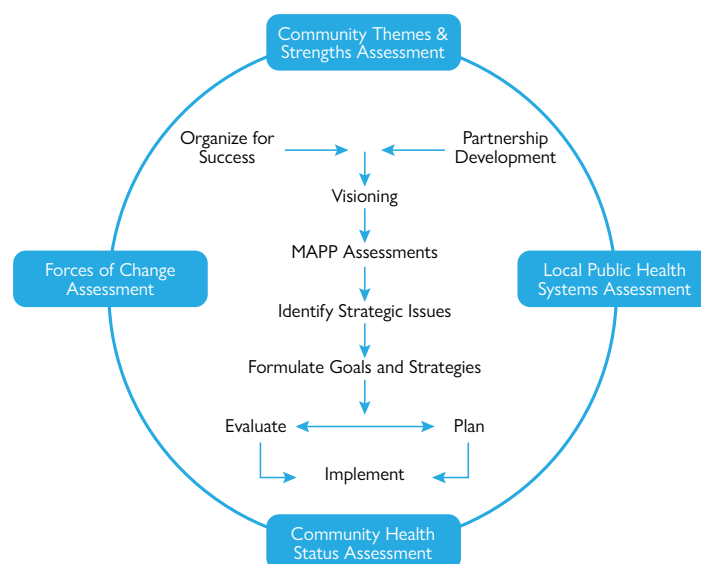 Community Themes &
Strengths Assessment
Organize for
Success
Partnership
Development
Visioning
MAPP Assessments
Forces of Change
Assessment
Local Public Health
Systems Assessment
Identify Strategic Issues
Formulate Goals and Strategies
Evaluate
Plan
Implement
Community Health
Status Assessment